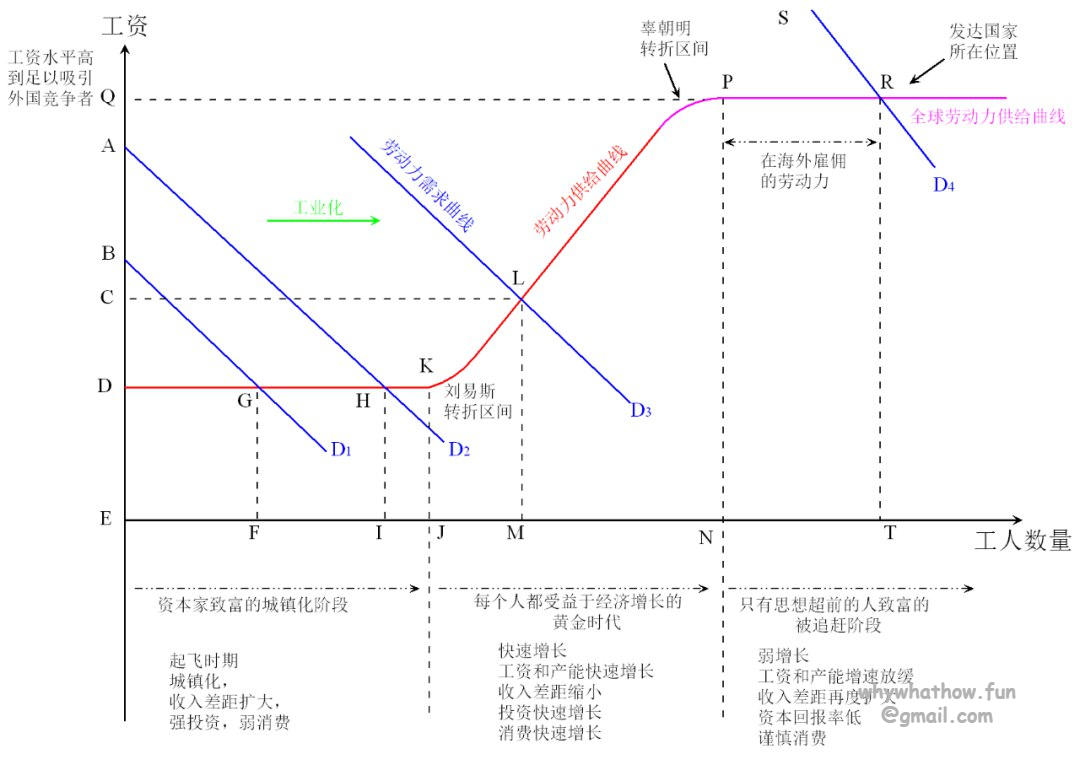 工资
工资水平高
到足以吸引
外国竞争者
Q
A
B
C
D
E
辜朝明
转折区间
S
发达国家
所在位置
P
R
全球劳动力供给曲线
在海外雇佣
的劳动力
D4
劳动力需求曲线
劳动力供给曲线
工业化
L
K
刘易斯
转折区间
G
H
D1
D2
D3
F
I
J
M
N
T
工人数量
资本家致富的城镇化阶段
每个人都受益于经济增长的
黄金时代
只有思想超前的人致富的
被追赶阶段
起飞时期
城镇化，
收入差距扩大，
强投资，弱消费
快速增长
工资和产能快速增长
收入差距缩小
投资快速增长
消费快速增长
弱增长
工资和产能增速放缓
收入差距再度扩大
资本回报率低
谨慎消费
whywhathow.fun
@gmail.com